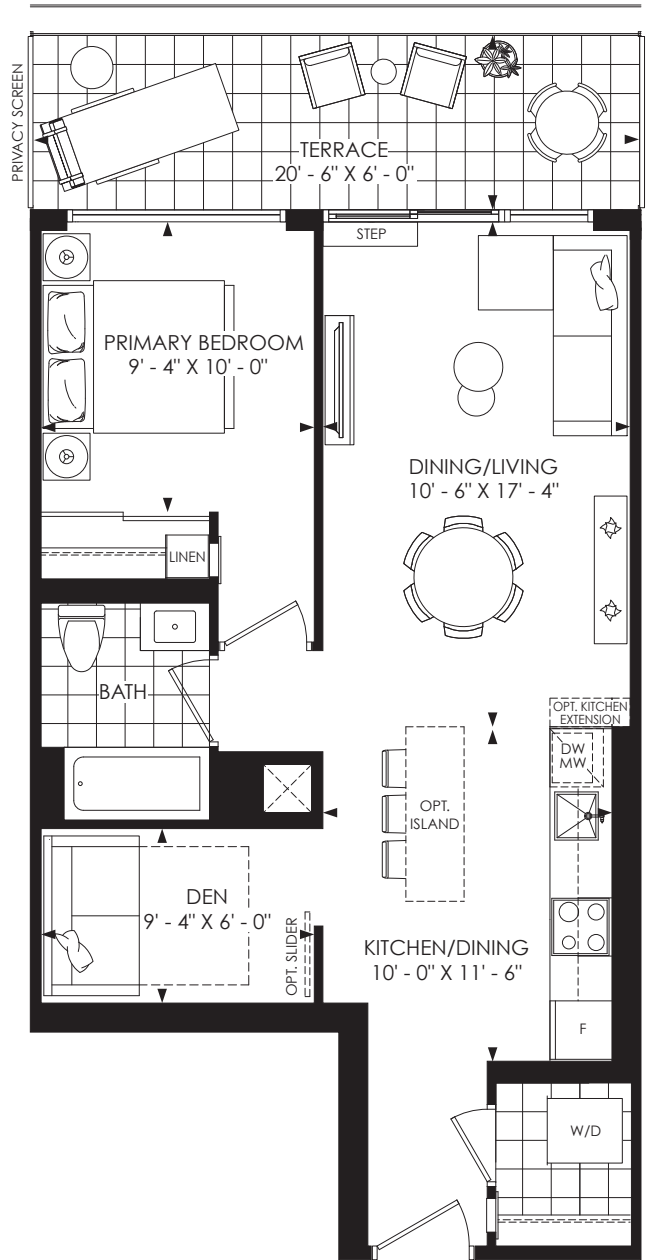 PRIVACY SCREEN
TERRACE
20' - 6" X 6' - 0"
STEP
PRIMARY BEDROOM
9' - 4" X 10' - 0"
DINING/LIVING
10' - 6" X 17' - 4"
LINEN
BATH
OPT. KITCHEN
EXTENSION
DW
MW
OPT.
ISLAND
DEN
9' - 4" X 6' - 0"
OPT. SLIDER
KITCHEN/DINING
10' - 0" X 11' - 6"
F
W/D